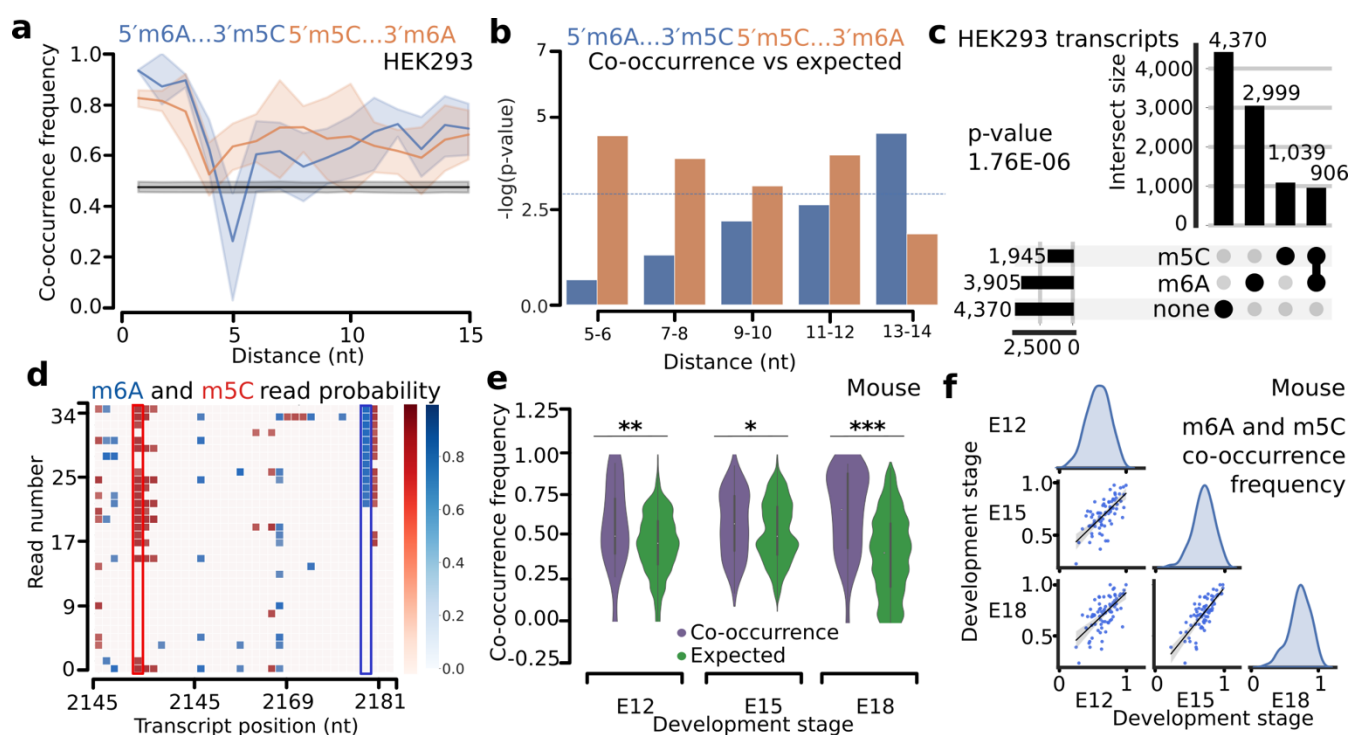 a
5′m6A...3′m5C 5′m5C...3′m6A
HEK293
Co-occurrence frequency
1.0
0.8
0.6
0.4
0.2
0.0
0 5 10 15
Distance (nt)
b
5′m6A...3′m5C 5′m5C...3′m6A
Co-occurrence vs expected
-log(p-value)
7
5
2.5
0.0
5-6 7-8 9-10 11-12 13-14
Distance (nt)
c
HEK293 transcripts
p-value
1.76E-06
Intersect size
4,000
3,000
2,000
1,000
0
4,370
2,999
1,039
906
1,945 m5C
3,905 m6A
4,370 none
2,500 0
d
m6A and m5C read probability
Read number
34
25
17
9
0
2145 2145 2169 2181
Transcript position (nt)
0.8
0.6
0.4
0.2
0.0
e
Mouse
Co-occurrence frequency
1.25
1.00
0.75
0.50
0.25
0.00
-0.25
** * ***
Co-occurrence
Expected
E12 E15 E18
Development stage
f
Mouse
m6A and m5C
co-occurrence
frequency
Development stage
E12
E15
1.0
0.5
E18
1.0
0.5
0 1 0 1 0 1
E12 E15 E18
Development stage